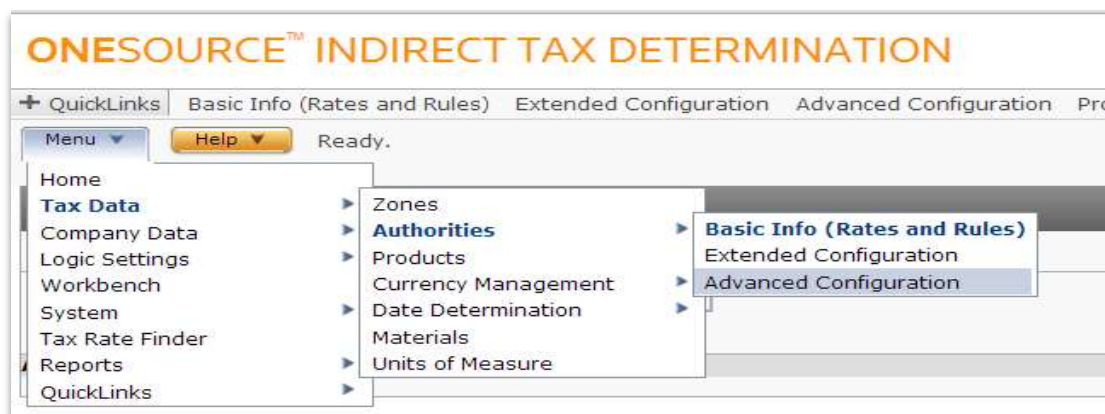 ONESOURCE™ INDIRECT TAX DETERMINATION
+ QuickLinks Basic Info (Rates and Rules) Extended Configuration Advanced Configuration
Menu Help Ready.
Home
Tax Data
Company Data
Logic Settings
Workbench
System
Tax Rate Finder
Reports
QuickLinks
Zones
Authorities
Products
Currency Management
Date Determination
Materials
Units of Measure
Basic Info (Rates and Rules)
Extended Configuration
Advanced Configuration